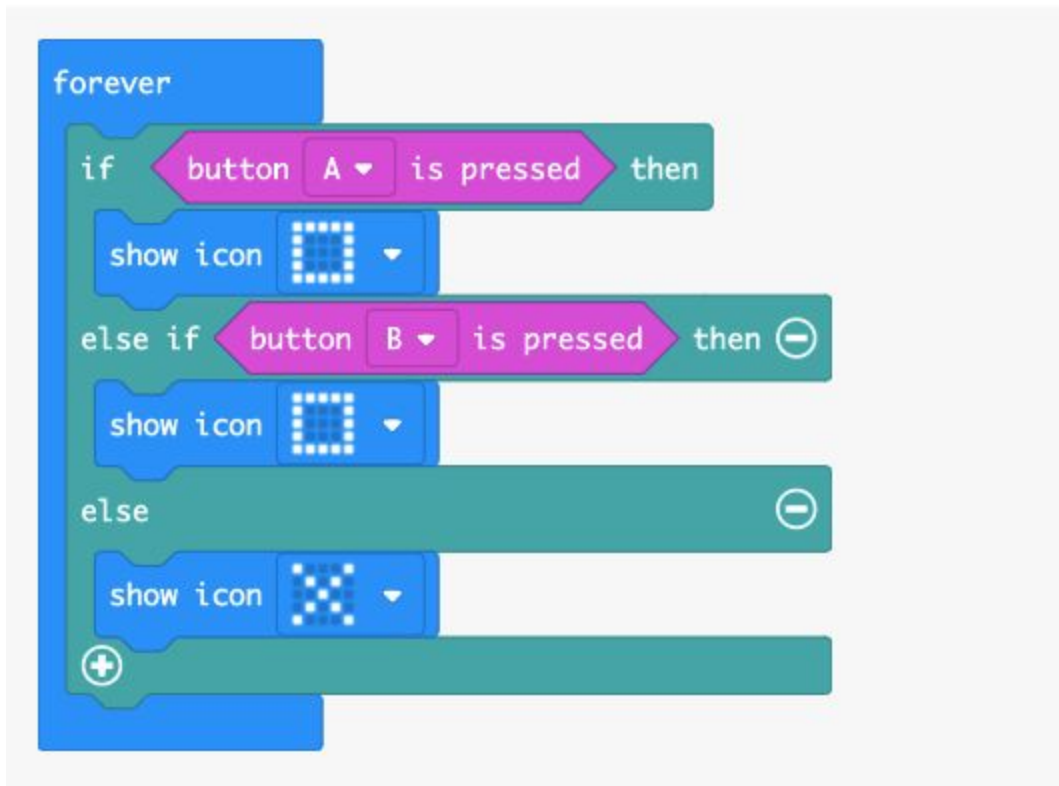 forever
if button A is pressed then
show icon
else if button B is pressed then
show icon
else
show icon